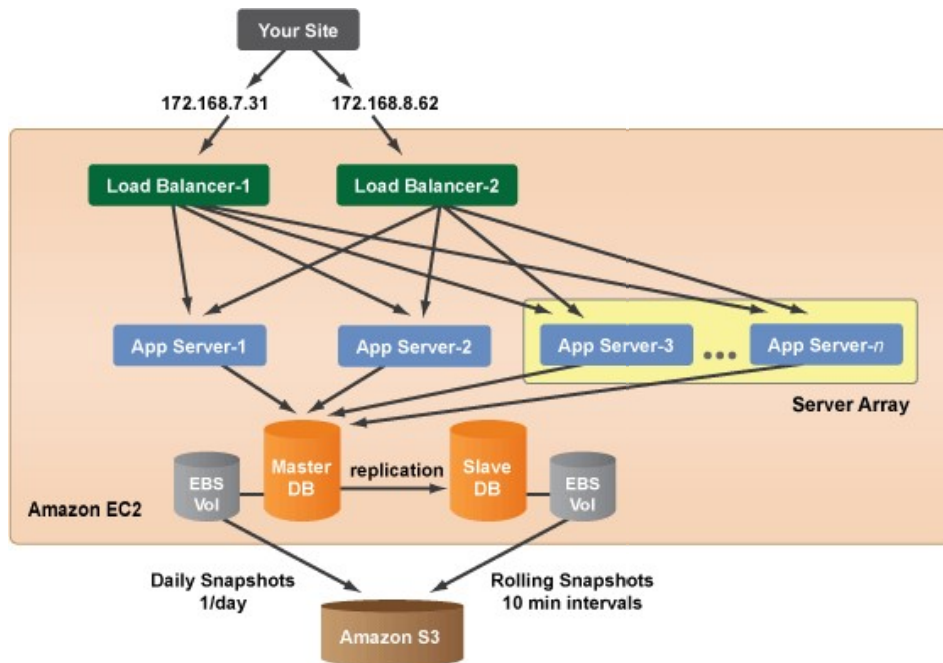 Your Site
172.168.7.31
172.168.8.62
Load Balancer-1
Load Balancer-2
App Server-1
App Server-2
App Server-3
App Server-n
Server Array
Master
DB
replication
Slave
DB
EBS
Vol
EBS
Vol
Amazon EC2
Daily Snapshots
1/day
Rolling Snapshots
10 min intervals
Amazon S3